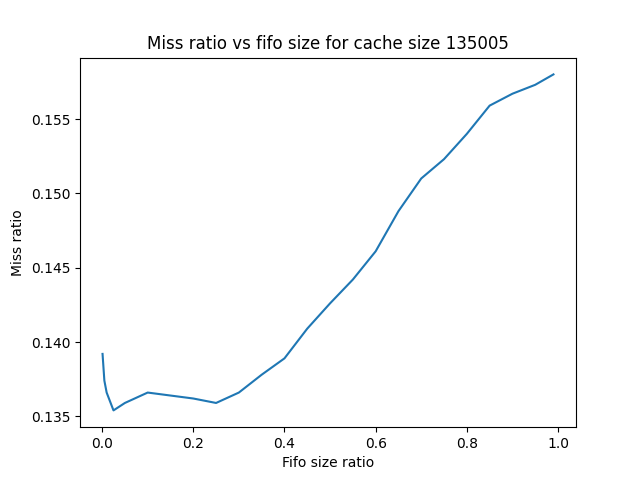 Miss ratio vs fifo size for cache size 135005
0.155
0.150
0.145
0.140
0.135
Miss ratio
0.0 0.2 0.4 0.6 0.8 1.0
Fifo size ratio